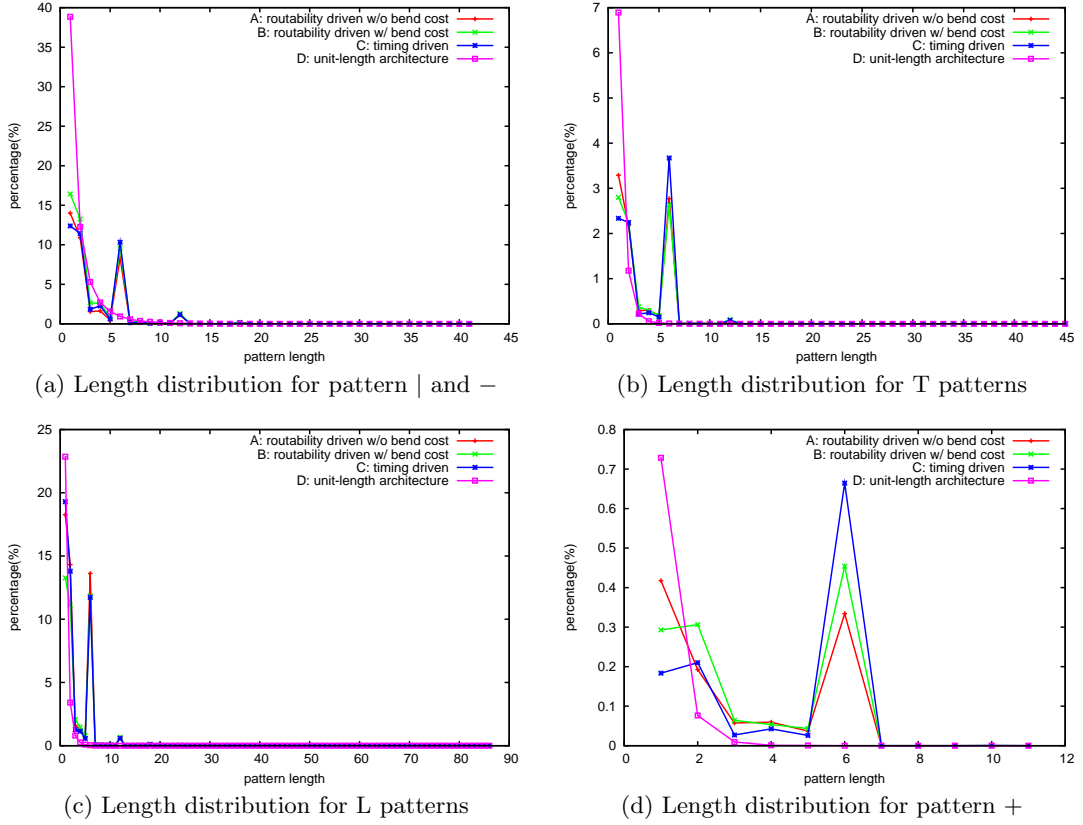 A: routability driven w/o bend cost
B: routability driven w/ bend cost
C: timing driven
D: unit-length architecture
percentage(%)
40
35
30
25
20
15
10
5
0
0 5 10 15 20 25 30 35 40 45
pattern length
(a) Length distribution for pattern | and −
A: routability driven w/o bend cost
B: routability driven w/ bend cost
C: timing driven
D: unit-length architecture
percentage(%)
7
6
5
4
3
2
1
0
0 5 10 15 20 25 30 35 40 45
pattern length
(b) Length distribution for T patterns
A: routability driven w/o bend cost
B: routability driven w/ bend cost
C: timing driven
D: unit-length architecture
percentage(%)
25
20
15
10
5
0
0 10 20 30 40 50 60 70 80 90
pattern length
(c) Length distribution for L patterns
A: routability driven w/o bend cost
B: routability driven w/ bend cost
C: timing driven
D: unit-length architecture
percentage(%)
0.8
0.7
0.6
0.5
0.4
0.3
0.2
0.1
0
0 2 4 6 8 10 12
pattern length
(d) Length distribution for pattern +